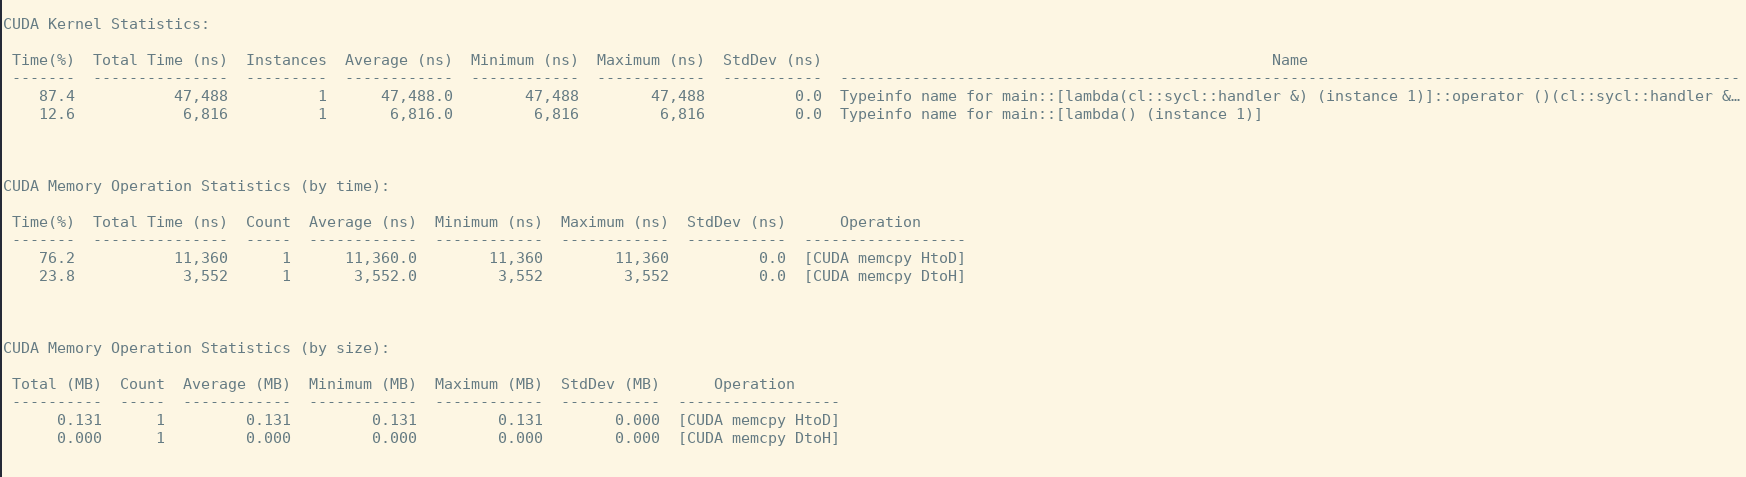 CUDA Kernel Statistics:
Time(%)  Total Time (ns)  Instances  Average (ns)  Minimum (ns)  Maximum (ns)  StdDev (ns)  Name
-------  ---------------  ---------  ------------  ------------  ------------  -----------  ----------------------------------------------------------------------------------------------------
87.4  47,488  1  47,488.0  47,488  47,488  0.0  Typeinfo name for main::[lambda(cl::sycl::handler &) (instance 1)]::operator ()(cl::sycl::handler &…
12.6  6,816  1  6,816.0  6,816  6,816  0.0  Typeinfo name for main::[lambda() (instance 1)]
CUDA Memory Operation Statistics (by time):
Time(%)  Total Time (ns)  Count  Average (ns)  Minimum (ns)  Maximum (ns)  StdDev (ns)  Operation
-------  ---------------  -----  ------------  ------------  ------------  -----------  ------------------
76.2  11,360  1  11,360.0  11,360  11,360  0.0  [CUDA memcpy HtoD]
23.8  3,552  1  3,552.0  3,552  3,552  0.0  [CUDA memcpy DtoH]
CUDA Memory Operation Statistics (by size):
Total (MB)  Count  Average (MB)  Minimum (MB)  Maximum (MB)  StdDev (MB)  Operation
----------  -----  ------------  ------------  ------------  -----------  ------------------
0.131  1  0.131  0.131  0.131  0.000  [CUDA memcpy HtoD]
0.000  1  0.000  0.000  0.000  0.000  [CUDA memcpy DtoH]